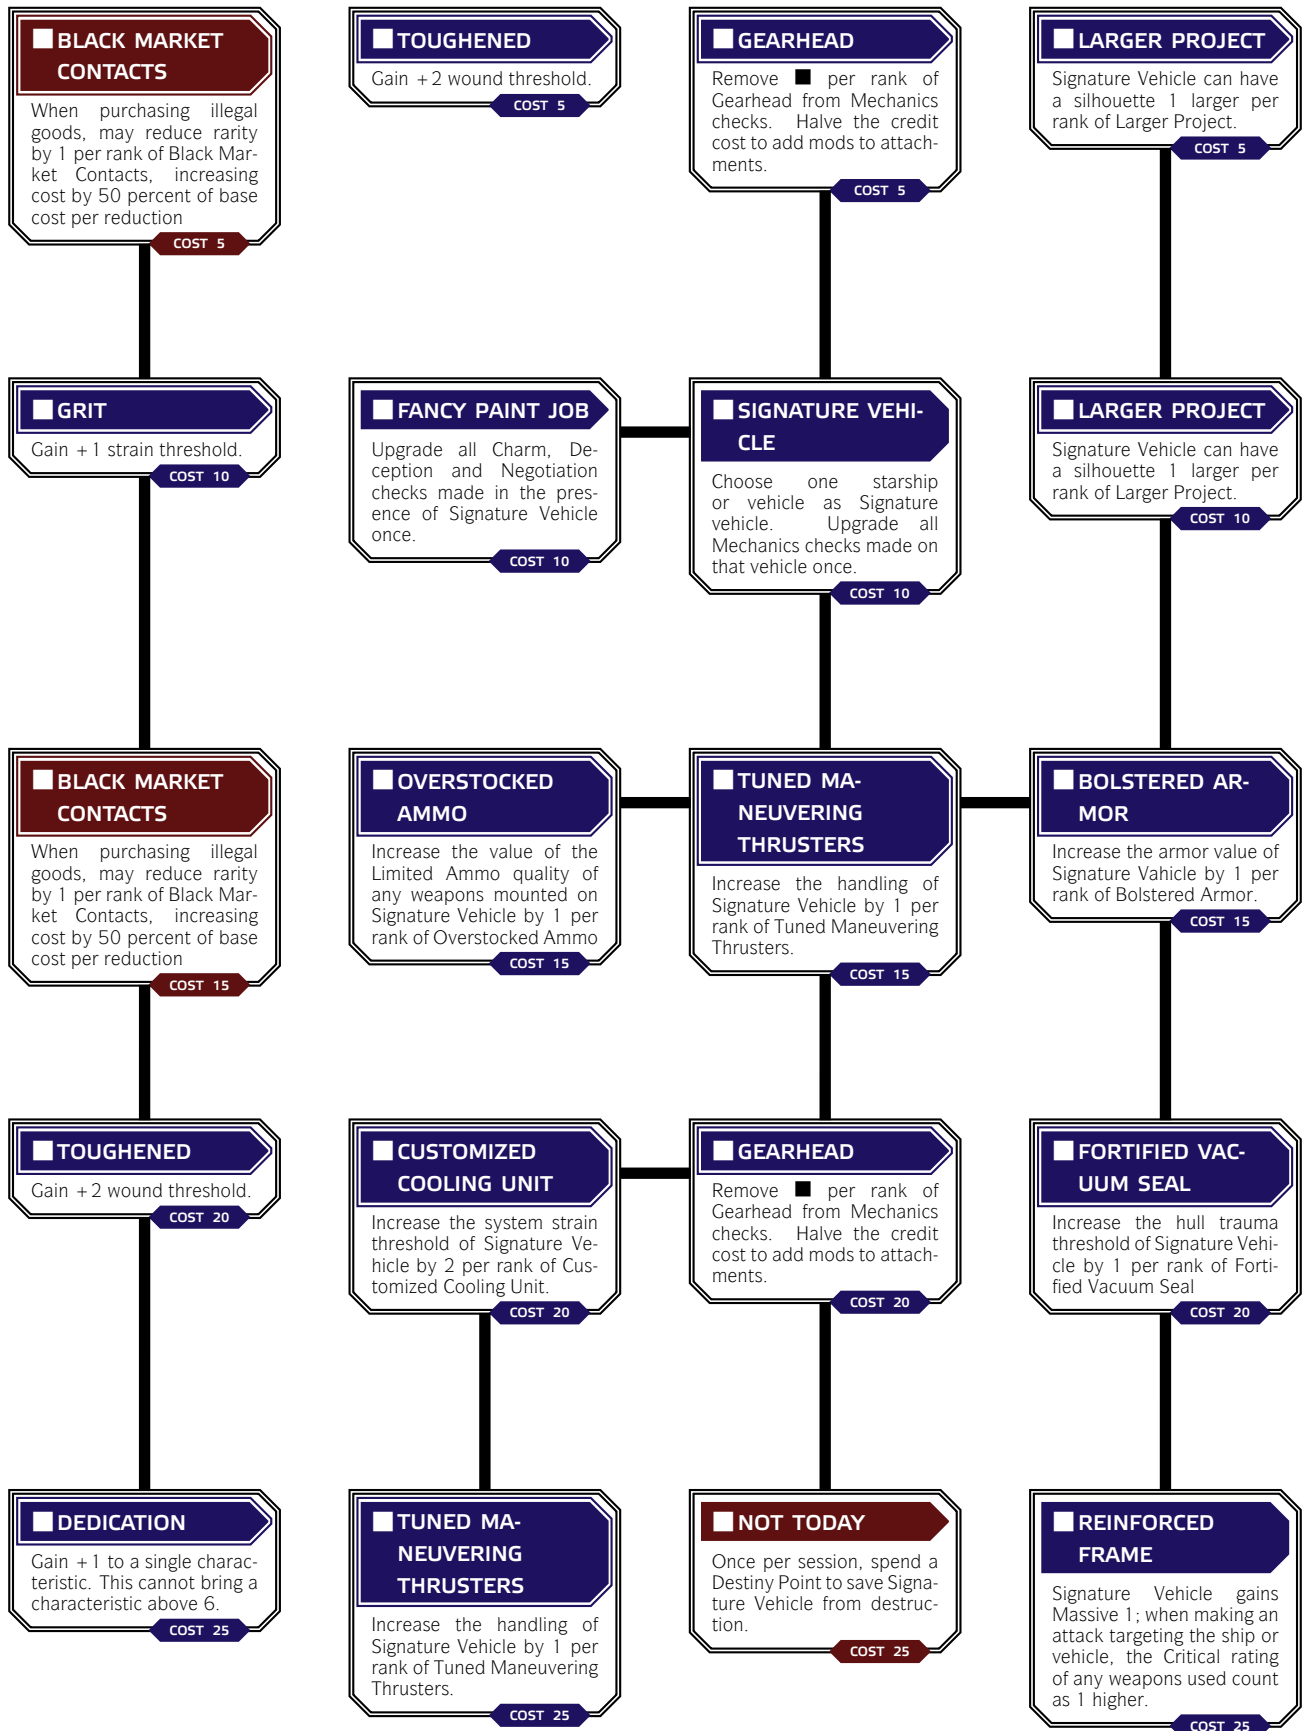 BLACK MARKET
CONTACTS
When purchasing illegal
goods, may reduce rarity
by 1 per rank of Black Mar-
ket Contacts, increasing
cost by 50 percent of base
cost per reduction
COST 5
TOUGHENED
Gain +2 wound threshold.
COST 5
GEARHEAD
Remove ■ per rank of
Gearhead from Mechanics
checks. Halve the credit
cost to add mods to attach-
ments.
COST 5
LARGER PROJECT
Signature Vehicle can have
a silhouette 1 larger per
rank of Larger Project.
COST 5
GRIT
Gain +1 strain threshold.
COST 10
FANCY PAINT JOB
Upgrade all Charm, De-
ception and Negotiation
checks made in the pres-
ence of Signature Vehicle
once.
COST 10
SIGNATURE VEHI-
CLE
Choose one starship
or vehicle as Signature
vehicle. Upgrade all
Mechanics checks made on
that vehicle once.
COST 10
LARGER PROJECT
Signature Vehicle can have
a silhouette 1 larger per
rank of Larger Project.
COST 10
BLACK MARKET
CONTACTS
When purchasing illegal
goods, may reduce rarity
by 1 per rank of Black Mar-
ket Contacts, increasing
cost by 50 percent of base
cost per reduction
COST 15
OVERSTOCKED
AMMO
Increase the value of the
Limited Ammo quality of
any weapons mounted on
Signature Vehicle by 1 per
rank of Overstocked Ammo
COST 15
TUNED MA-
NEUVERING
THRUSTERS
Increase the handling of
Signature Vehicle by 1 per
rank of Tuned Maneuvering
Thrusters.
COST 15
BOLSTERED AR-
MOR
Increase the armor value of
Signature Vahicle by 1 per
rank of Bolstered Armor.
COST 15
TOUGHENED
Gain +2 wound threshold.
COST 20
CUSTOMIZED
COOLING UNIT
Increase the system strain
threshold of Signature Ve-
hicle by 2 per rank of Cus-
tomized Cooling Unit.
COST 20
GEARHEAD
Remove ■ per rank of
Gearhead from Mechanics
checks. Halve the credit
cost to add mods to attach-
ments.
COST 20
FORTIFIED VAC-
UUM SEAL
Increase the hull trauma
threshold of Signature Vehi-
cle by 1 per rank of Forti-
fied Vacuum Seal
COST 20
DEDICATION
Gain +1 to a single charac-
teristic. This cannot bring a
characteristic above 6.
COST 25
TUNED MA-
NEUVERING
THRUSTERS
Increase the handling of
Signature Vehicle by 1 per
rank of Tuned Maneuvering
Thrusters.
COST 25
NOT TODAY
Once per session, spend a
Destiny Point to save Signa-
ture Vehicle from destruc-
tion.
COST 25
REINFORCED
FRAME
Signature Vehicle gains
Massive 1; when making an
attack targeting the ship or
vehicle, the Critical rating
of any weapons used count
as 1 higher.
COST 25